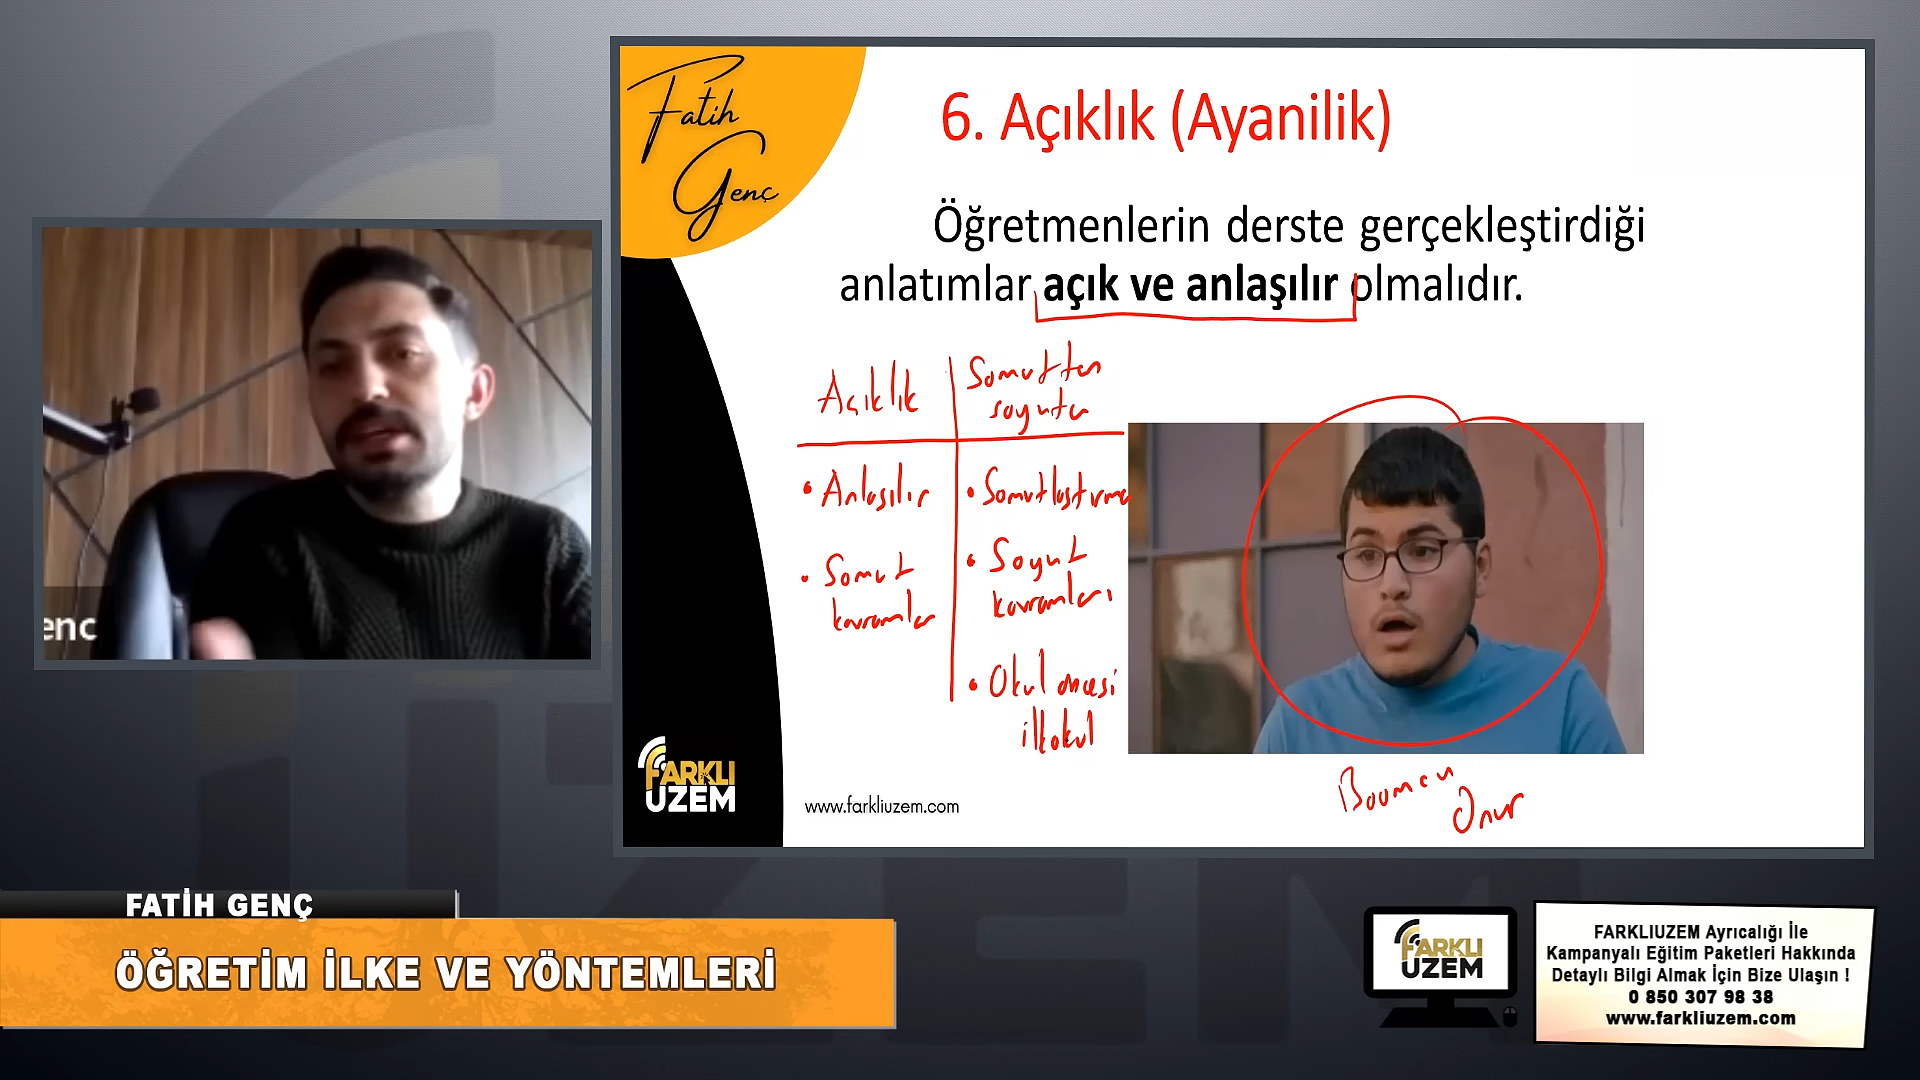 Fatih
Genç
6. Açıklık (Ayanilik)
Öğretmenlerin derste gerçekleştirdiği
anlatımlar açık ve anlaşılır olmalıdır.
Açıklık
Somuttan
soyuta
• Anlaşılır
• Somut
kavramlar
• Somutlaştırma
• Soyut
kavramları
• Okul öncesi
ilkokul
Onur
enc
FARKLI
UZEM
www.farkliuzem.com
FATİH GENÇ
ÖĞRETİM İLKE VE YÖNTEMLERİ
FARKLI
UZEM
FARKLIUZEM Ayrıcalığı İle
Kampanyalı Eğitim Paketleri Hakkında
Detaylı Bilgi Almak İçin Bize Ulaşın !
0 850 307 98 38
www.farkliuzem.com